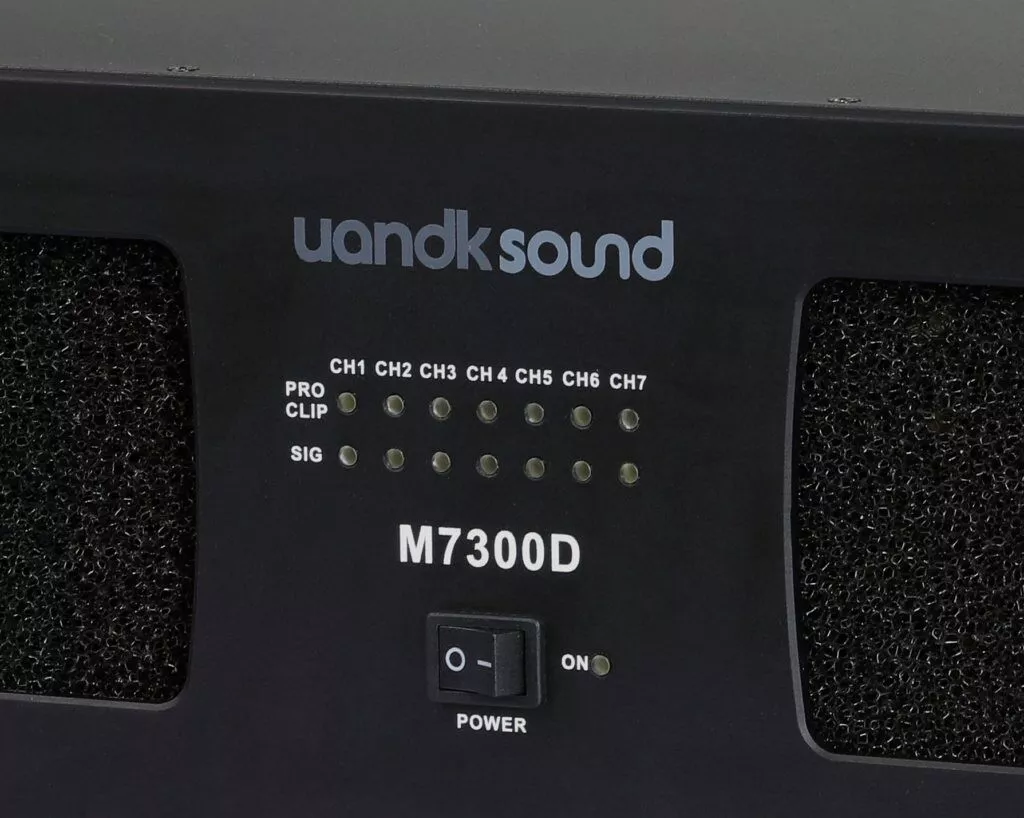 uandksound
CH1 CH2 CH3 CH 4 CH5 CH6 CH7
PRO
CLIP
SIG
M7300D
O –
ON
POWER